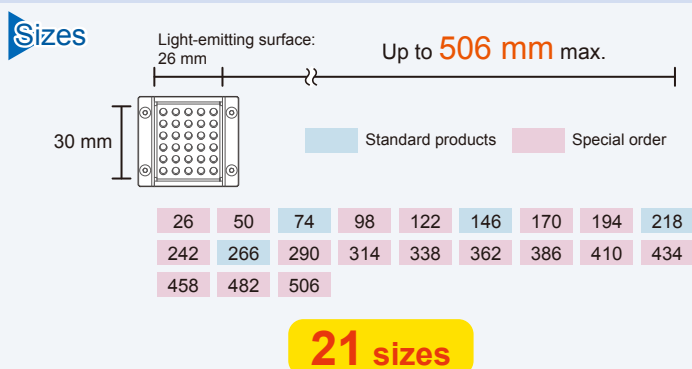 Sizes
Light-emitting surface:
26 mm
Up to 506 mm max.
30 mm
Standard products
Special order
26 50 74 98 122 146 170 194 218
242 266 290 314 338 362 386 410 434
458 482 506
21 sizes